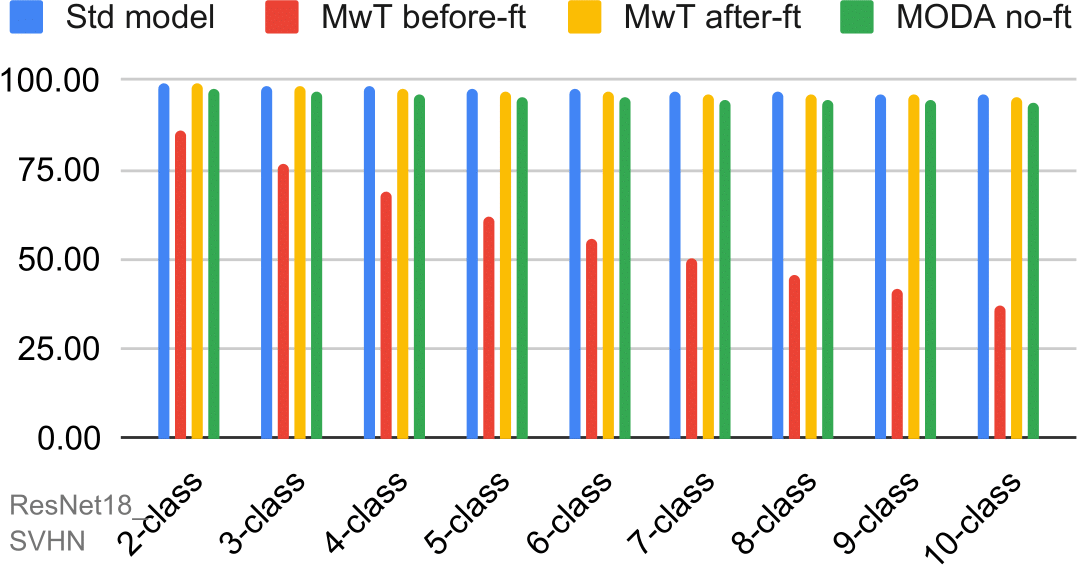 Std model MwT before-ft MwT after-ft MODA no-ft
100.00
75.00
50.00
25.00
0.00
2-class 3-class 4-class 5-class 6-class 7-class 8-class 9-class 10-class
ResNet18_
SVHN